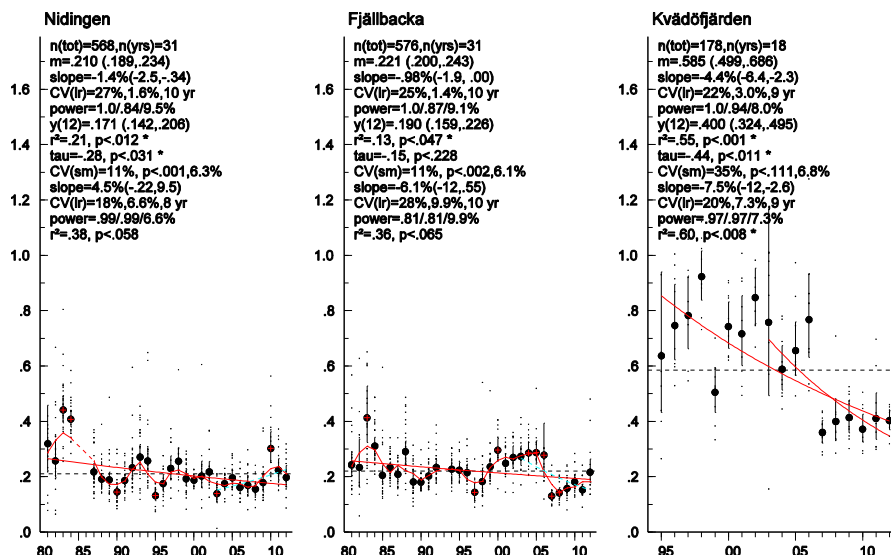 Nidingen
n(tot)=568,n(yrs)=31
m=.210 (.189,.234)
slope=-1.4%(-2.5,-.34)
CV(lr)=27%,1.6%,10 yr
power=1.0/.84/9.5%
y(12)=.171 (.142,.206)
r²=.21, p<.012 *
tau=-.28, p<.031 *
CV(sm)=11%, p<.001,6.3%
slope=4.5%(-.22,9.5)
CV(lr)=18%,6.6%,8 yr
power=.99/.99/6.6%
r²=.38, p<.058
1.6
1.4
1.2
1.0
.8
.6
.4
.2
.0
80 85 90 95 00 05 10
Fjällbacka
n(tot)=576,n(yrs)=31
m=.221 (.200,.243)
slope=-.98%(-1.9, .00)
CV(lr)=25%,1.4%,10 yr
power=1.0/.87/9.1%
y(12)=.190 (.159,.226)
r²=.13, p<.047 *
tau=-.15, p<.228
CV(sm)=11%, p<.002,6.1%
slope=-6.1%(-12,.55)
CV(lr)=28%,9.9%,10 yr
power=.81/.81/9.9%
r²=.36, p<.065
1.6
1.4
1.2
1.0
.8
.6
.4
.2
.0
80 85 90 95 00 05 10
Kvädöfjärden
n(tot)=178,n(yrs)=18
m=.585 (.499,.686)
slope=-4.4%(-6.4,-2.3)
CV(lr)=22%,3.0%,9 yr
power=1.0/.94/8.0%
y(12)=.400 (.324,.495)
r²=.55, p<.001 *
tau=-.44, p<.011 *
CV(sm)=35%, p<.111,6.8%
slope=-7.5%(-12,-2.6)
CV(lr)=20%,7.3%,9 yr
power=.97/.97/7.3%
r²=.60, p<.008 *
1.6
1.4
1.2
1.0
.8
.6
.4
.2
.0
95 00 05 10